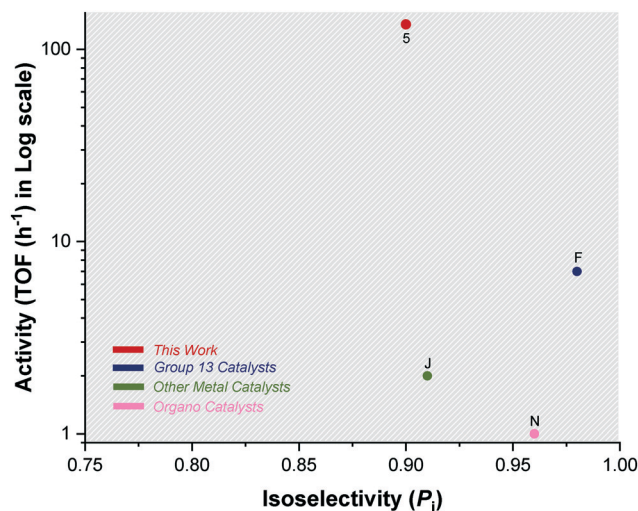 Activity (TOF (h⁻¹) in Log scale)
100
10
1
5
F
J
N
This Work
Group 13 Catalysts
Other Metal Catalysts
Organo Catalysts
0.75 0.80 0.85 0.90 0.95 1.00
Isoselectivity (Pᵢ)